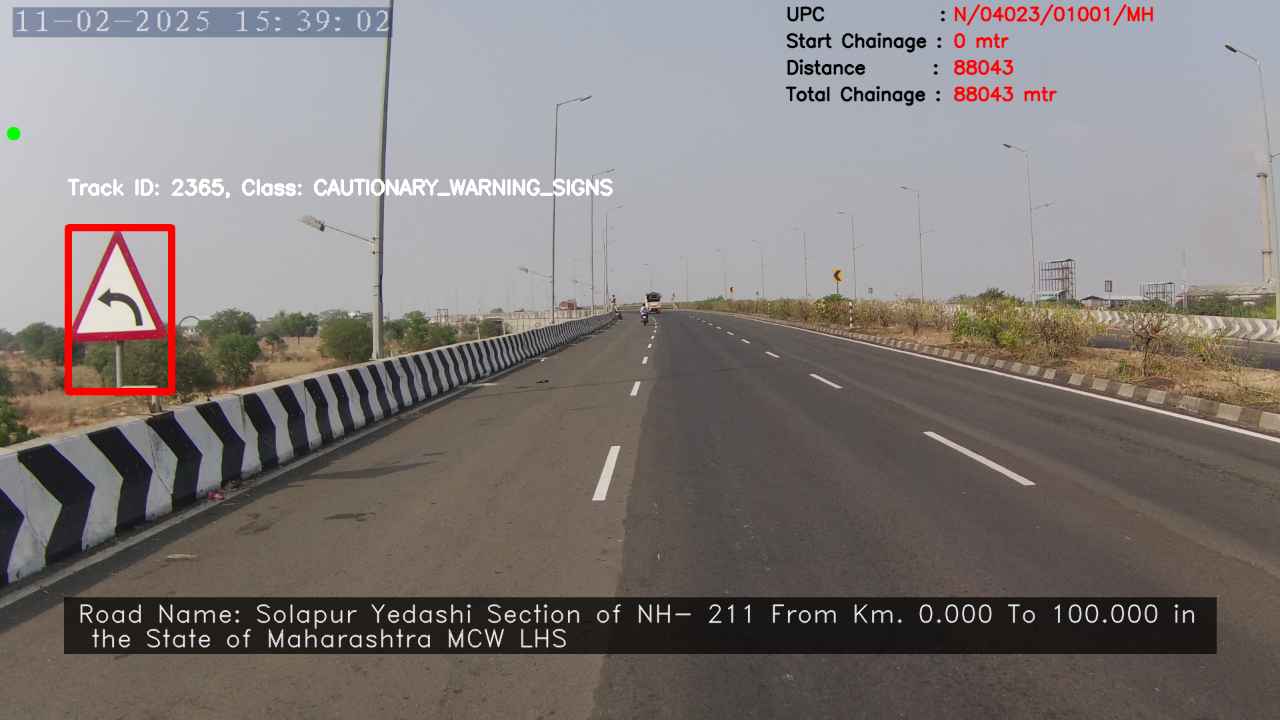 11-02-2025 15:39:02
UPC : N/04023/01001/MH
Start Chainage : 0 mtr
Distance : 88043
Total Chainage : 88043 mtr
Track ID: 2365, Class: CAUTIONARY_WARNING_SIGNS
Road Name: Solapur Yedashi Section of NH- 211 From Km. 0.000 To 100.000 in
the State of Maharashtra MCW LHS